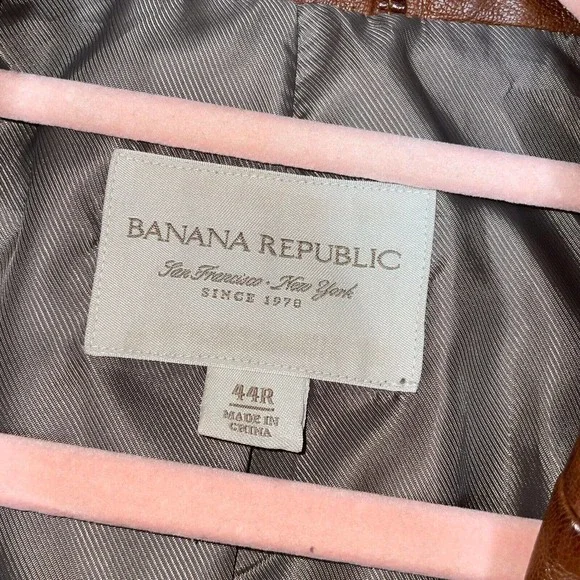 BANANA REPUBLIC
San Francisco · New York
SINCE 1978
44R
MADE IN
CHINA